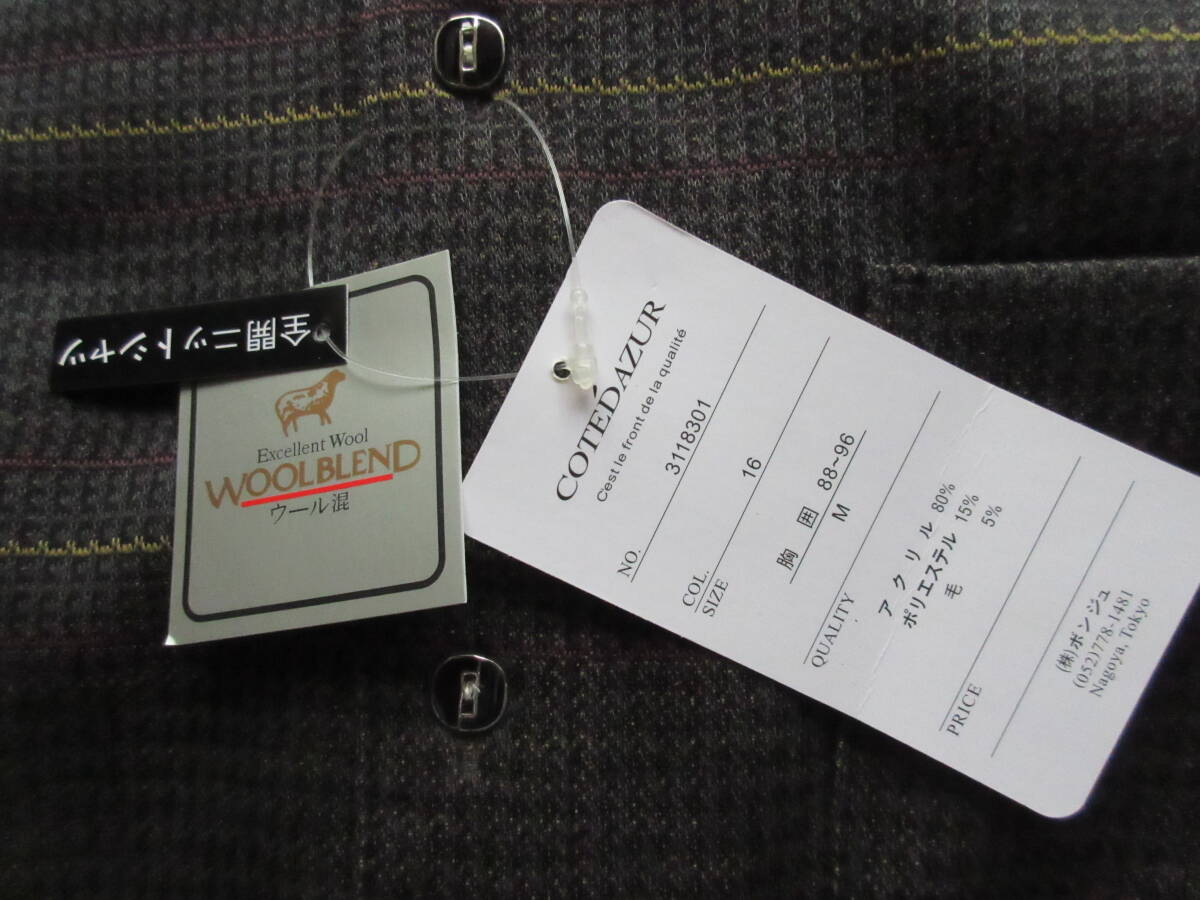 全開ニットシャツ
Excellent Wool
WOOLBLEND
ウール混
COTEDAZUR
Cest le front de la qualité
NO. 3118301
COL. 16
SIZE 胸囲 88~96
M
QUALITY アクリル 80%
ポリエステル 15%
毛 5%
PRICE
(株)ボンジュ
(052)778-1481
Nagoya, Tokyo